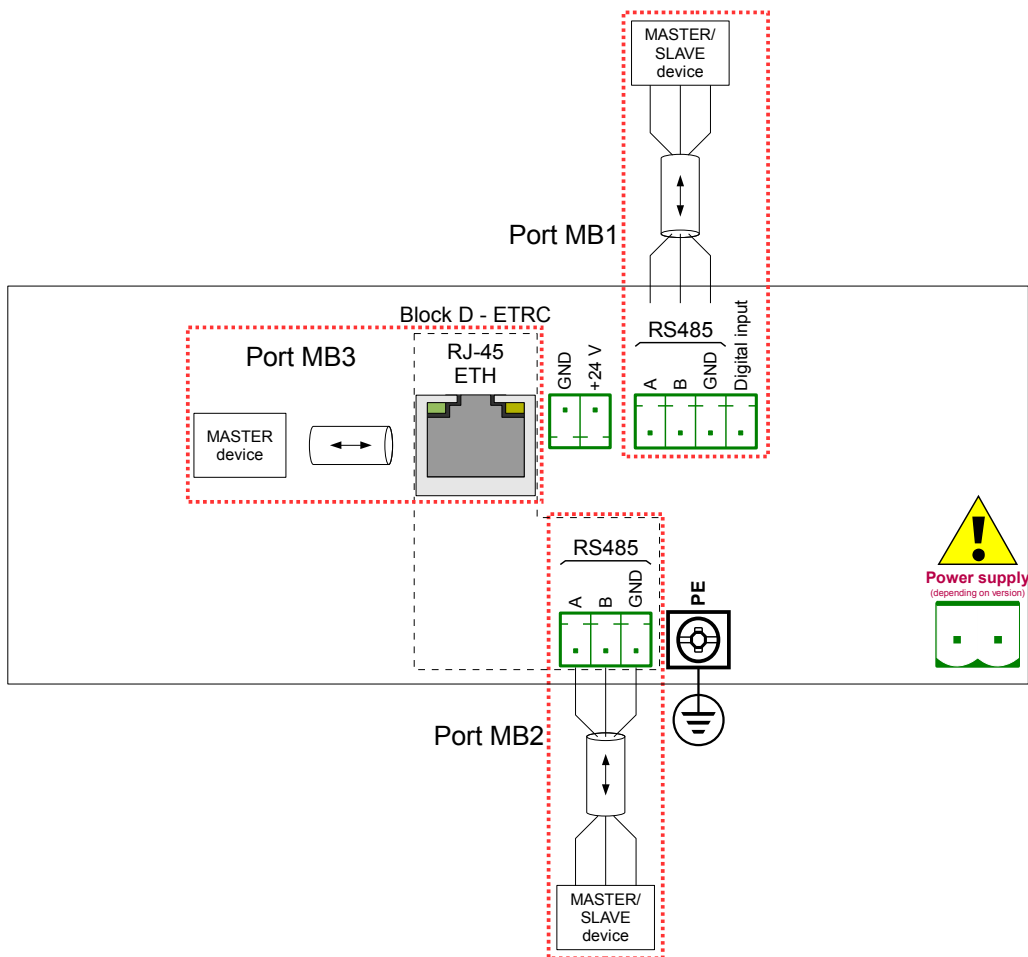 MASTER/
SLAVE
device
Port MB1
Block D - ETRC
Port MB3
RJ-45
ETH
GND
+24 V
RS485
A
B
GND
Digital input
MASTER
device
RS485
A
B
GND
PE
Power supply
(depending on version)
Port MB2
MASTER/
SLAVE
device